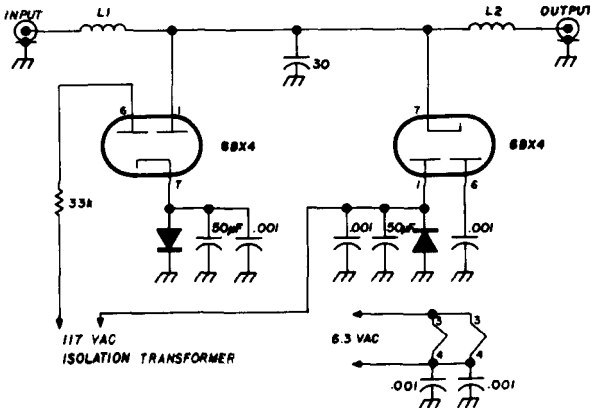 INPUT
L1
L2
OUTPUT
30
6
1
7
6BX4
6BX4
7
1
6
33k
50µF
.001
.001
50µF
.001
117 VAC
ISOLATION TRANSFORMER
6.3 VAC
3
3
4
4
.001
.001